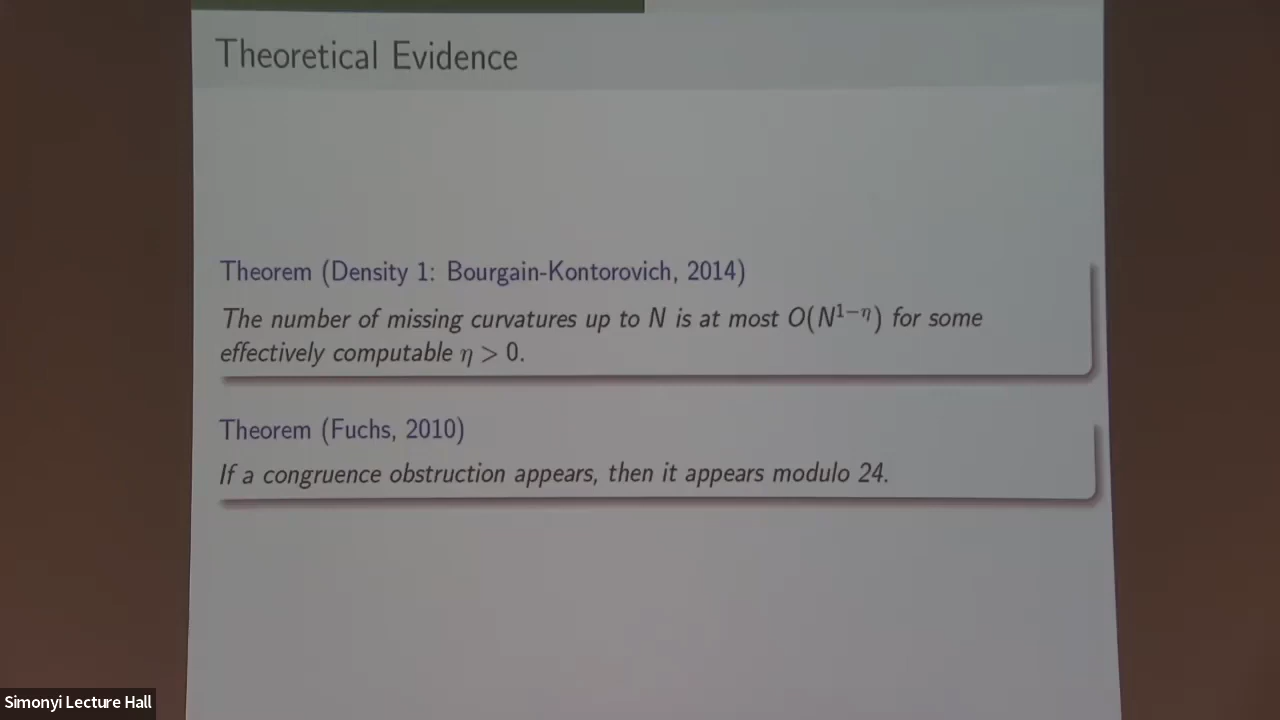 Theoretical Evidence
Theorem (Density 1: Bourgain-Kontorovich, 2014)
The number of missing curvatures up to N is at most O(N^{1−η}) for some
effectively computable η > 0.
Theorem (Fuchs, 2010)
If a congruence obstruction appears, then it appears modulo 24.
Simonyi Lecture Hall